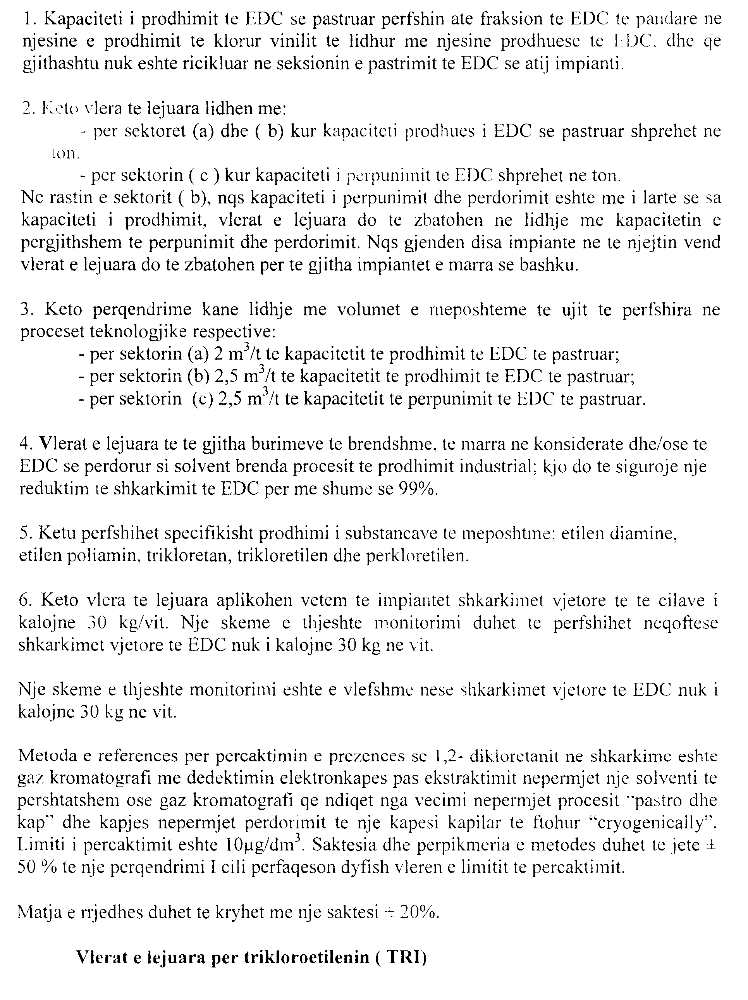 1. Kapaciteti i prodhimit te EDC se pastruar perfshin ate fraksion te EDC te pandare ne
njesine e prodhimit te klorur vinilit te lidhur me njesine prodhuese te EDC, dhe qe
gjithashtu nuk eshte ricikluar ne seksionin e pastrimit te EDC se atij impianti.
2. Keto vlera te lejuara lidhen me:
- per sektoret (a) dhe ( b) kur kapaciteti prodhues i EDC se pastruar shprehet ne
ton.
- per sektorin ( c ) kur kapaciteti i perpunimit te EDC shprehet ne ton.
Ne rastin e sektorit ( b), nqs kapaciteti i perpunimit dhe perdorimit eshte me i larte se sa
kapaciteti i prodhimit, vlerat e lejuara do te zbatohen ne lidhje me kapacitetin e
pergjithshem te perpunimit dhe perdorimit. Nqs gjenden disa impiante ne te njejtin vend
vlerat e lejuara do te zbatohen per te gjitha impiantet e marra se bashku.
3. Keto perqendrime kane lidhje me volumet e meposhteme te ujit te perfshira ne
proceset teknologjike respective:
- per sektorin (a) 2 m³/t te kapacitetit te prodhimit te EDC te pastruar;
- per sektorin (b) 2,5 m³/t te kapacitetit te prodhimit te EDC te pastruar;
- per sektorin (c) 2,5 m³/t te kapacitetit te perpunimit te EDC te pastruar.
4. Vlerat e lejuara te te gjitha burimeve te brendshme, te marra ne konsiderate dhe/ose te
EDC se perdorur si solvent brenda procesit te prodhimit industrial; kjo do te siguroje nje
reduktim te shkarkimit te EDC per me shume se 99%.
5. Ketu perfshihet specifikisht prodhimi i substancave te meposhtme: etilen diamine,
etilen poliamin, trikloretan, trikloretilen dhe perkloretilen.
6. Keto vlera te lejuara aplikohen vetem te impiantet shkarkimet vjetore te te cilave i
kalojne 30 kg/vit. Nje skeme e thjeshte monitorimi duhet te perfshihet neqoftese
shkarkimet vjetore te EDC nuk i kalojne 30 kg ne vit.
Nje skeme e thjeshte monitorimi eshte e vlefshme nese shkarkimet vjetore te EDC nuk i
kalojne 30 kg ne vit.
Metoda e references per percaktimin e prezences se 1,2- dikloretanit ne shkarkime eshte
gaz kromatografi me dedektimin elektronkapes pas ekstraktimit nepermjet nje solventi te
pershtatshem ose gaz kromatografi qe ndiqet nga vecimi nepermjet procesit “pastro dhe
kap” dhe kapjes nepermjet perdorimit te nje kapesi kapilar te ftohur “cryogenically”.
Limiti i percaktimit eshte 10µg/dm³. Saktesia dhe perpikmeria e metodes duhet te jete ±
50 % te nje perqendrimi I cili perfaqeson dyfish vleren e limitit te percaktimit.
Matja e rrjedhes duhet te kryhet me nje saktesi ± 20%.
Vlerat e lejuara per trikloroetilenin ( TRI)